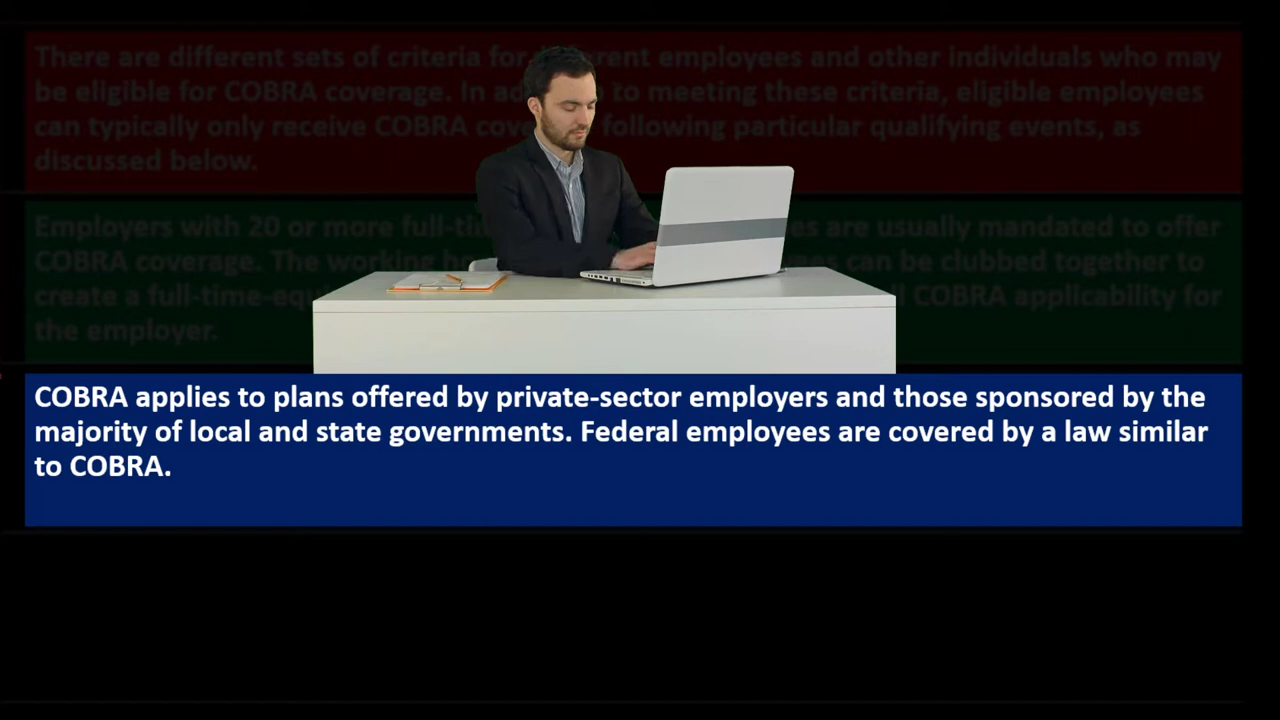 There are different sets of criteria for different employees and other individuals who may
be eligible for COBRA coverage. In to meeting these criteria, eligible employees
can typically only receive COBRA following particular qualifying events, as
discussed below.
Employers with 20 or more are usually mandated to offer
COBRA coverage. The working can be clubbed together to
create a COBRA applicability for
the employer.
COBRA applies to plans offered by private-sector employers and those sponsored by the
majority of local and state governments. Federal employees are covered by a law similar
to COBRA.